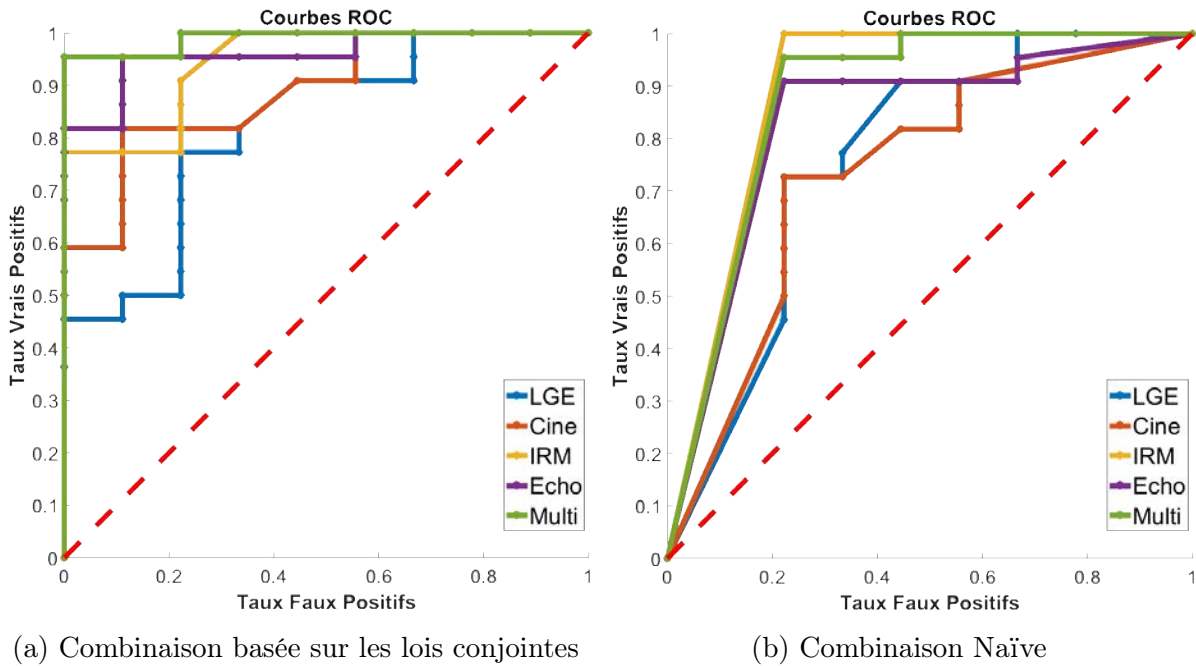 Courbes ROC
1
0.9
0.8
0.7
0.6
0.5
0.4
0.3
0.2
0.1
0
Taux Vrais Positifs
LGE
Cine
IRM
Echo
Multi
0 0.2 0.4 0.6 0.8 1
Taux Faux Positifs
(a) Combinaison basée sur les lois conjointes
Courbes ROC
1
0.9
0.8
0.7
0.6
0.5
0.4
0.3
0.2
0.1
0
Taux Vrais Positifs
LGE
Cine
IRM
Echo
Multi
0 0.2 0.4 0.6 0.8 1
Taux Faux Positifs
(b) Combinaison Naïve